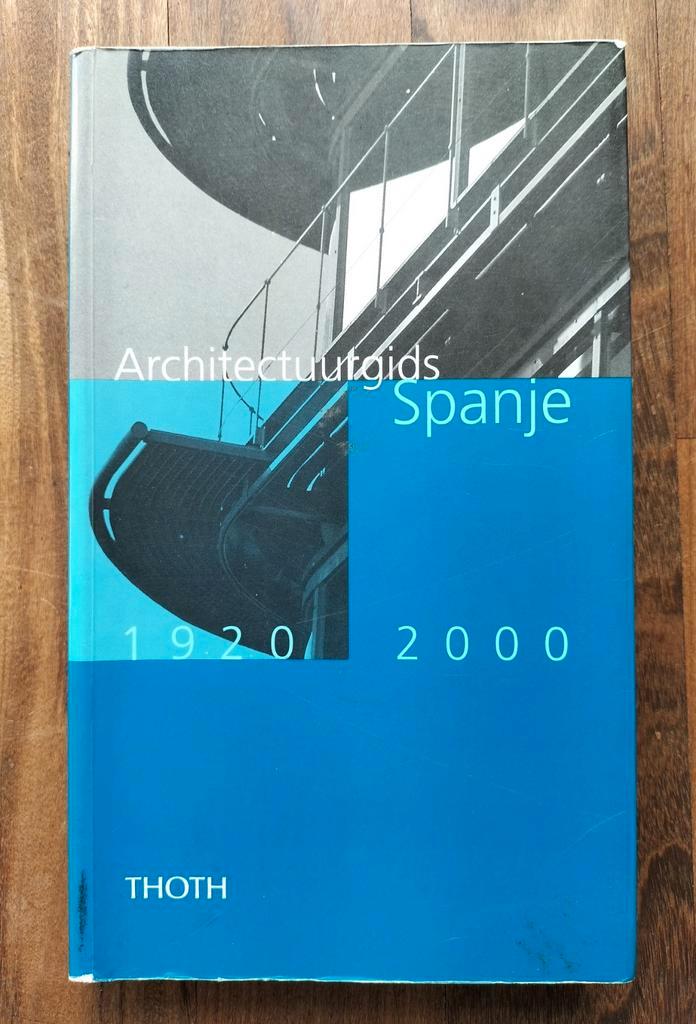 Architectuurgids
Spanje
1920 2000
THOTH